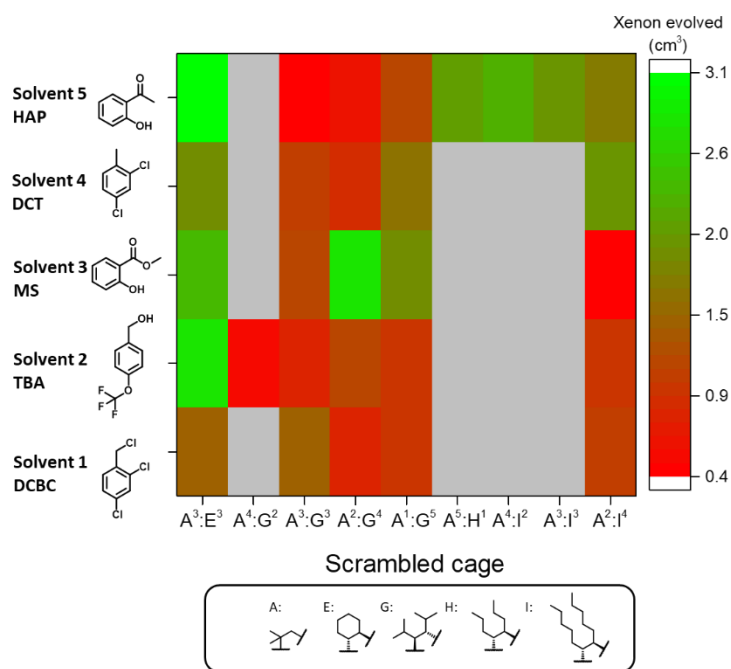 Xenon evolved
(cm³)
Solvent 5
HAP
O
OH
Solvent 4
DCT
Cl
Cl
Solvent 3
MS
O
O
OH
Solvent 2
TBA
OH
O
F
F
F
Solvent 1
DCBC
Cl
Cl
Cl
3.1
2.6
2.0
1.4
0.9
0.4
A³:E³ A⁴:G² A³:G³ A²:G⁴ A¹:G⁵ A⁵:H¹ A⁴:I² A³:I³ A²:I⁴
Scrambled cage
A: E: G: H: I: